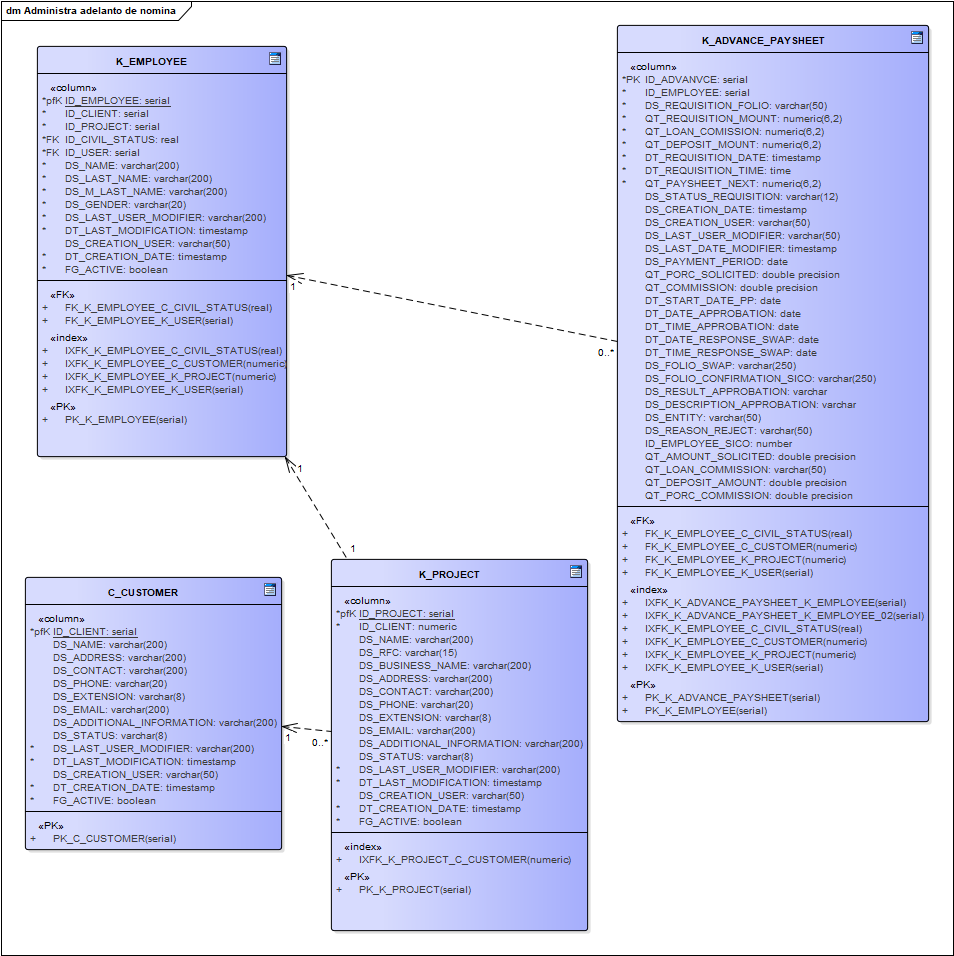 dm Administra adelanto de nomina
K_EMPLOYEE
«column»
*pfK ID_EMPLOYEE: serial
* ID_CLIENT: serial
* ID_PROJECT: serial
*FK ID_CIVIL_STATUS: real
*FK ID_USER: serial
* DS_NAME: varchar(200)
* DS_LAST_NAME: varchar(200)
* DS_M_LAST_NAME: varchar(200)
* DS_GENDER: varchar(20)
* DS_LAST_USER_MODIFIER: varchar(200)
* DT_LAST_MODIFICATION: timestamp
DS_CREATION_USER: varchar(50)
* DT_CREATION_DATE: timestamp
* FG_ACTIVE: boolean
«FK»
+ FK_K_EMPLOYEE_C_CIVIL_STATUS(real)
+ FK_K_EMPLOYEE_K_USER(serial)
«index»
+ IXFK_K_EMPLOYEE_C_CIVIL_STATUS(real)
+ IXFK_K_EMPLOYEE_C_CUSTOMER(numeric)
+ IXFK_K_EMPLOYEE_K_PROJECT(numeric)
+ IXFK_K_EMPLOYEE_K_USER(serial)
«PK»
+ PK_K_EMPLOYEE(serial)
1
0..*
K_ADVANCE_PAYSHEET
«column»
*PK ID_ADVANVCE: serial
* ID_EMPLOYEE: serial
* DS_REQUISITION_FOLIO: varchar(50)
* QT_REQUISITION_MOUNT: numeric(6,2)
* QT_LOAN_COMISSION: numeric(6,2)
* QT_DEPOSIT_MOUNT: numeric(6,2)
* DT_REQUISITION_DATE: timestamp
* DT_REQUISITION_TIME: time
* QT_PAYSHEET_NEXT: numeric(6,2)
DS_STATUS_REQUISITION: varchar(12)
DS_CREATION_DATE: timestamp
DS_CREATION_USER: varchar(50)
DS_LAST_USER_MODIFIER: varchar(50)
DS_LAST_DATE_MODIFIER: timestamp
DS_PAYMENT_PERIOD: date
QT_PORC_SOLICITED: double precision
QT_COMMISSION: double precision
DT_START_DATE_PP: date
DT_DATE_APPROBATION: date
DT_TIME_APPROBATION: date
DT_DATE_RESPONSE_SWAP: date
DT_TIME_RESPONSE_SWAP: date
DS_FOLIO_SWAP: varchar(250)
DS_FOLIO_CONFIRMATION_SICO: varchar(250)
DS_RESULT_APPROBATION: varchar
DS_DESCRIPTION_APPROBATION: varchar
DS_ENTITY: varchar(50)
DS_REASON_REJECT: varchar(50)
ID_EMPLOYEE_SICO: number
QT_AMOUNT_SOLICITED: double precision
QT_LOAN_COMMISSION: varchar(50)
QT_DEPOSIT_AMOUNT: double precision
QT_PORC_COMMISSION: double precision
«FK»
+ FK_K_EMPLOYEE_C_CIVIL_STATUS(real)
+ FK_K_EMPLOYEE_C_CUSTOMER(numeric)
+ FK_K_EMPLOYEE_K_PROJECT(numeric)
+ FK_K_EMPLOYEE_K_USER(serial)
«index»
+ IXFK_K_ADVANCE_PAYSHEET_K_EMPLOYEE(serial)
+ IXFK_K_ADVANCE_PAYSHEET_K_EMPLOYEE_02(serial)
+ IXFK_K_EMPLOYEE_C_CIVIL_STATUS(real)
+ IXFK_K_EMPLOYEE_C_CUSTOMER(numeric)
+ IXFK_K_EMPLOYEE_K_PROJECT(numeric)
+ IXFK_K_EMPLOYEE_K_USER(serial)
«PK»
+ PK_K_ADVANCE_PAYSHEET(serial)
+ PK_K_EMPLOYEE(serial)
1
1
C_CUSTOMER
«column»
*pfK ID_CLIENT: serial
DS_NAME: varchar(200)
DS_ADDRESS: varchar(200)
DS_CONTACT: varchar(200)
DS_PHONE: varchar(20)
DS_EXTENSION: varchar(8)
DS_EMAIL: varchar(200)
DS_ADDITIONAL_INFORMATION: varchar(200)
DS_STATUS: varchar(8)
* DS_LAST_USER_MODIFIER: varchar(200)
* DT_LAST_MODIFICATION: timestamp
DS_CREATION_USER: varchar(50)
* DT_CREATION_DATE: timestamp
* FG_ACTIVE: boolean
«PK»
+ PK_C_CUSTOMER(serial)
1
0..*
K_PROJECT
«column»
*pfK ID_PROJECT: serial
* ID_CLIENT: numeric
DS_NAME: varchar(200)
DS_RFC: varchar(15)
DS_BUSINESS_NAME: varchar(200)
DS_ADDRESS: varchar(200)
DS_CONTACT: varchar(200)
DS_PHONE: varchar(20)
DS_EXTENSION: varchar(8)
DS_EMAIL: varchar(200)
DS_ADDITIONAL_INFORMATION: varchar(200)
DS_STATUS: varchar(8)
* DS_LAST_USER_MODIFIER: varchar(200)
* DT_LAST_MODIFICATION: timestamp
DS_CREATION_USER: varchar(50)
* DT_CREATION_DATE: timestamp
* FG_ACTIVE: boolean
«index»
+ IXFK_K_PROJECT_C_CUSTOMER(numeric)
«PK»
+ PK_K_PROJECT(serial)